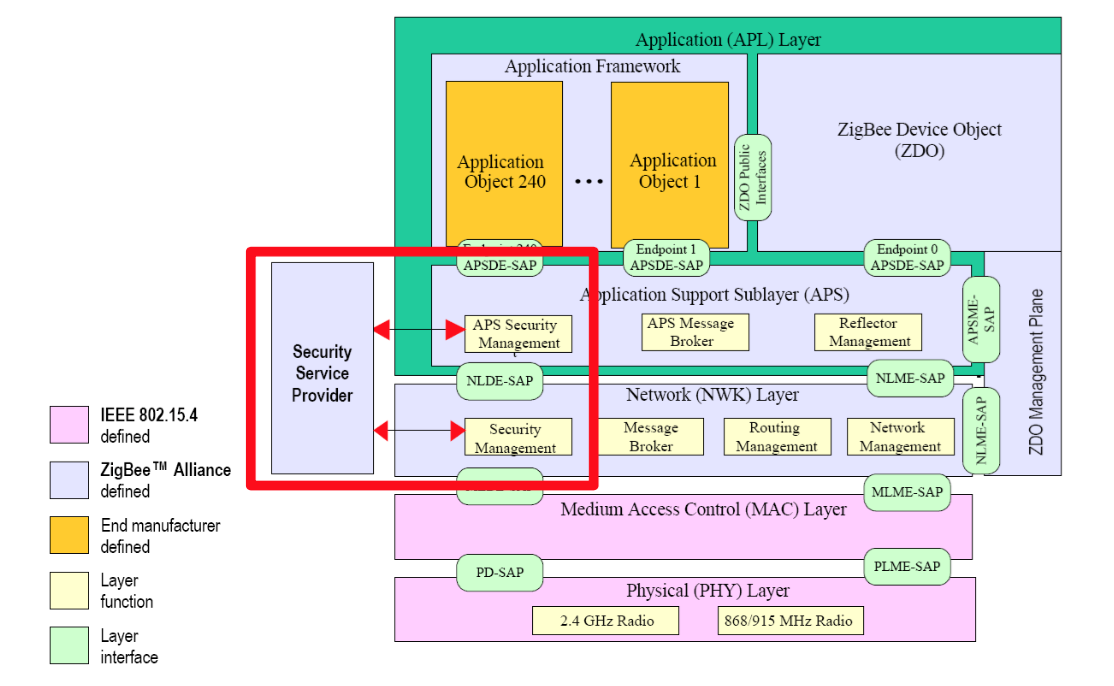 Application (APL) Layer
Application Framework
Application
Object 240
...
Application
Object 1
ZDO Public
Interfaces
ZigBee Device Object
(ZDO)
APSDE-SAP
Endpoint 1
APSDE-SAP
Endpoint 0
APSDE-SAP
Application Support Sublayer (APS)
APS Security
Management
APS Message
Broker
Reflector
Management
APSME-
SAP
Security
Service
Provider
NLDE-SAP
NLME-SAP
Network (NWK) Layer
Security
Management
Message
Broker
Routing
Management
Network
Management
NLME-SAP
ZDO Management Plane
MLME-SAP
Medium Access Control (MAC) Layer
PD-SAP
PLME-SAP
Physical (PHY) Layer
2.4 GHz Radio
868/915 MHz Radio
IEEE 802.15.4
defined
ZigBee™ Alliance
defined
End manufacturer
defined
Layer
function
Layer
interface